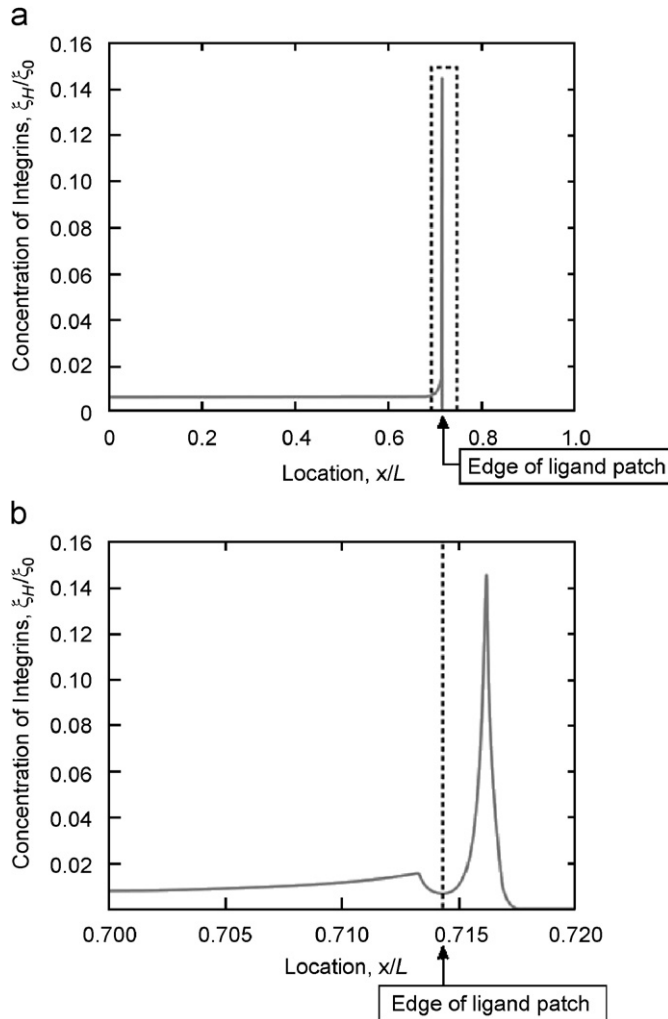 a
Concentration of Integrins, ξH/ξ0
0.16
0.14
0.12
0.10
0.08
0.06
0.04
0.02
0
0 0.2 0.4 0.6 0.8 1.0
Location, x/L
Edge of ligand patch
b
Concentration of Integrins, ξH/ξ0
0.16
0.14
0.12
0.10
0.08
0.06
0.04
0.02
0.700 0.705 0.710 0.715 0.720
Location, x/L
Edge of ligand patch